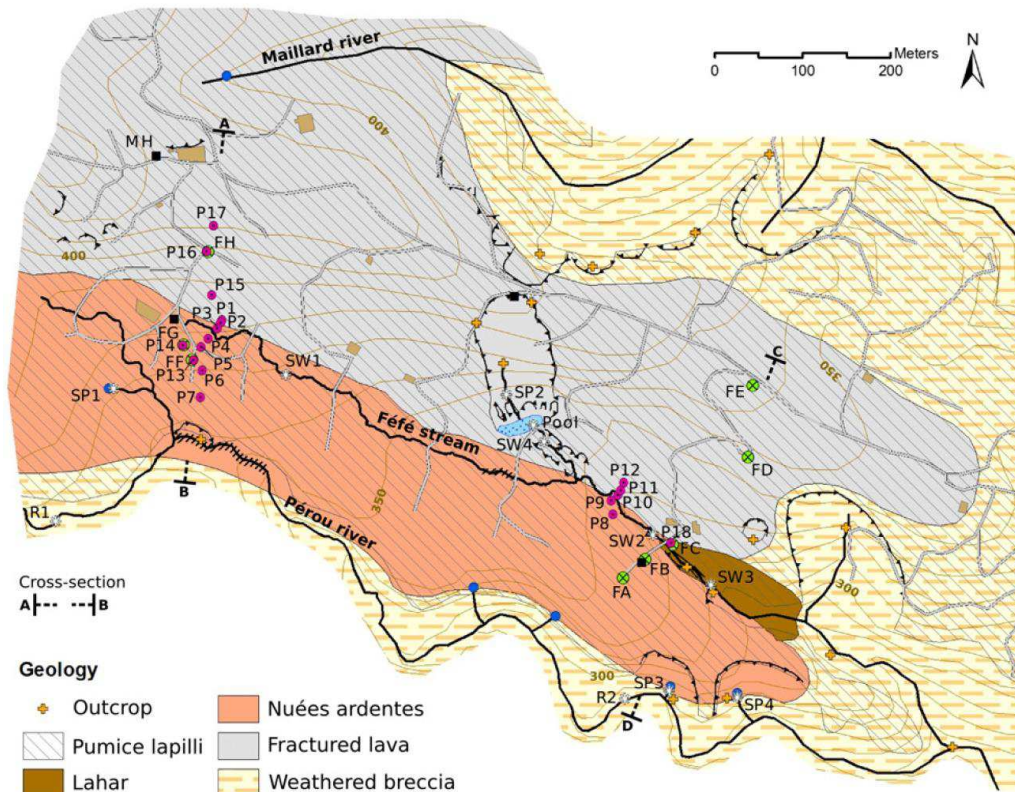 Maillard river
Meters
0 100 200
N
A
400
MH
P17
FH
P16
400
P15
P1
P3
P2
FG
P14
P4
FF
P5
P13
P6
P7
SW1
SP1
SP2
Pool
SW4
C
350
FE
FD
Féfé stream
P12
P11
P9
P10
P8
350
B
R1
Pérou river
SW2
P18
FC
FB
FA
SW3
300
Cross-section
A B
300
SP3
R2
SP4
D
Geology
Outcrop
Nuées ardentes
Pumice lapilli
Fractured lava
Lahar
Weathered breccia